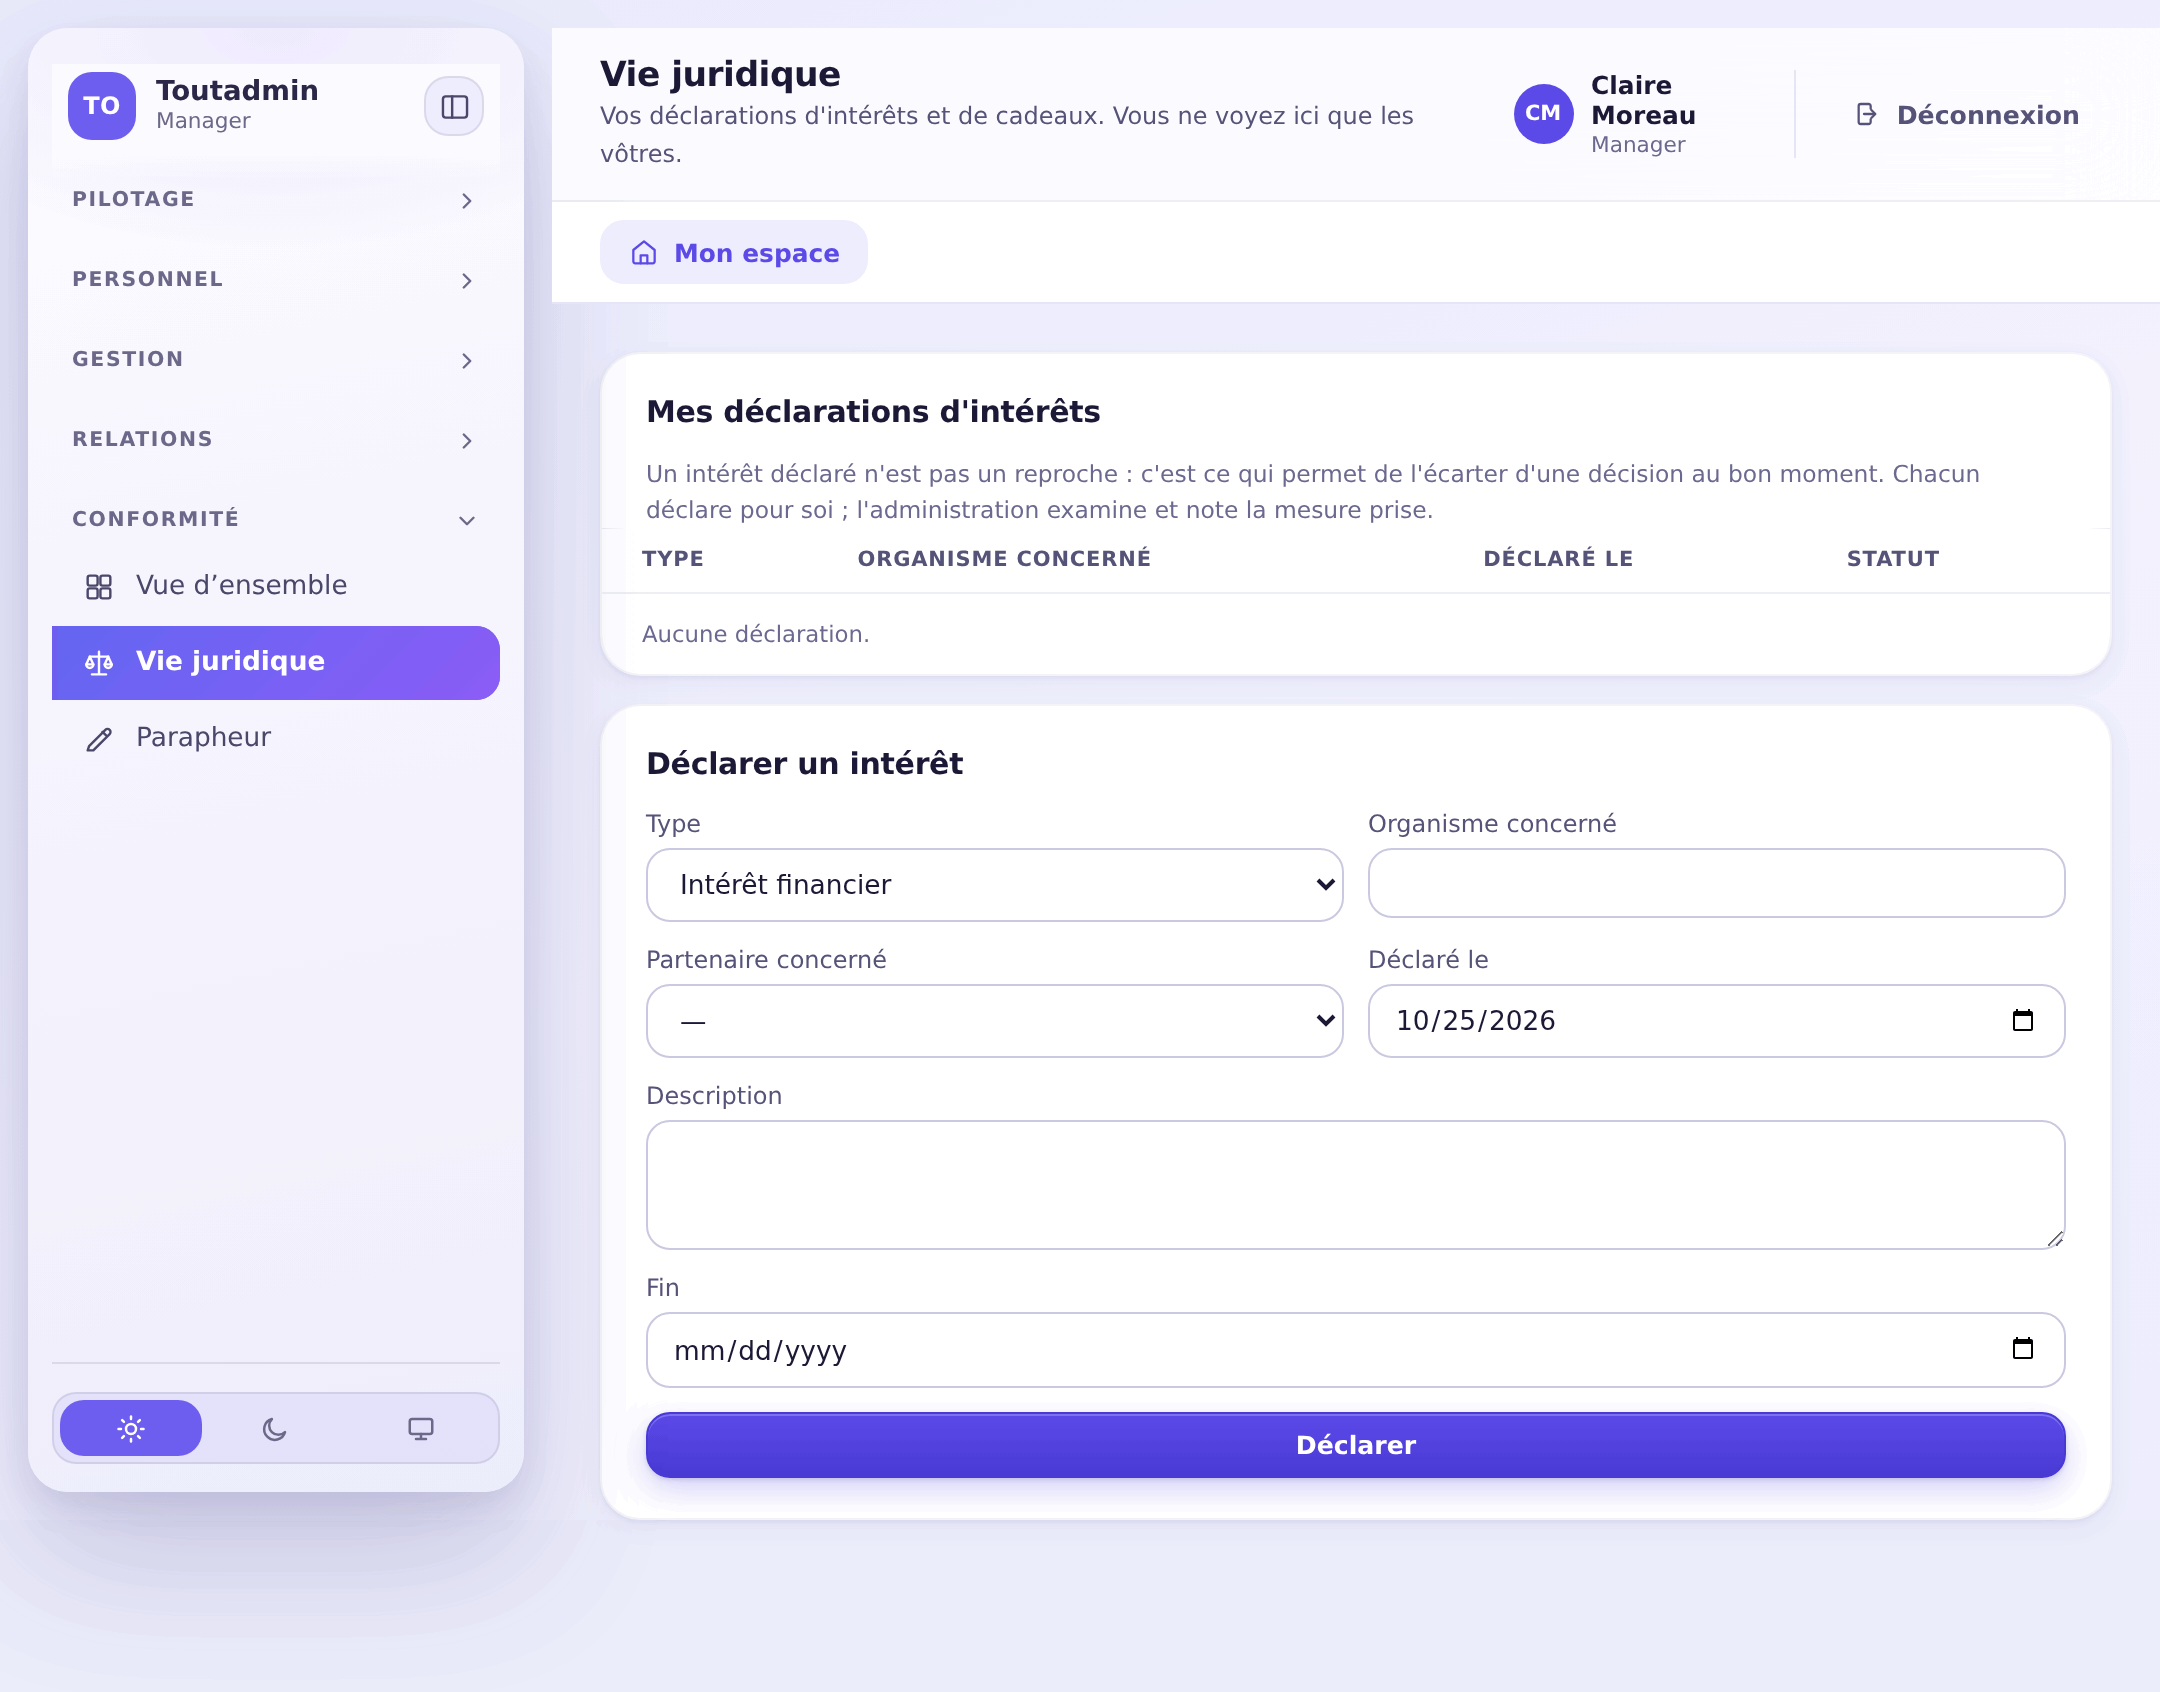 TO
Toutadmin
Manager
PILOTAGE
PERSONNEL
GESTION
RELATIONS
CONFORMITÉ
Vue d’ensemble
Vie juridique
Parapheur
Vie juridique
Vos déclarations d'intérêts et de cadeaux. Vous ne voyez ici que les
vôtres.
CM
Claire
Moreau
Manager
Déconnexion
Mon espace
Mes déclarations d'intérêts
Un intérêt déclaré n'est pas un reproche : c'est ce qui permet de l'écarter d'une décision au bon moment. Chacun
déclare pour soi ; l'administration examine et note la mesure prise.
TYPE ORGANISME CONCERNÉ DÉCLARÉ LE STATUT
Aucune déclaration.
Déclarer un intérêt
Type Organisme concerné
Intérêt financier
Partenaire concerné Déclaré le
— 10/25/2026
Description
Fin
mm/dd/yyyy
Déclarer